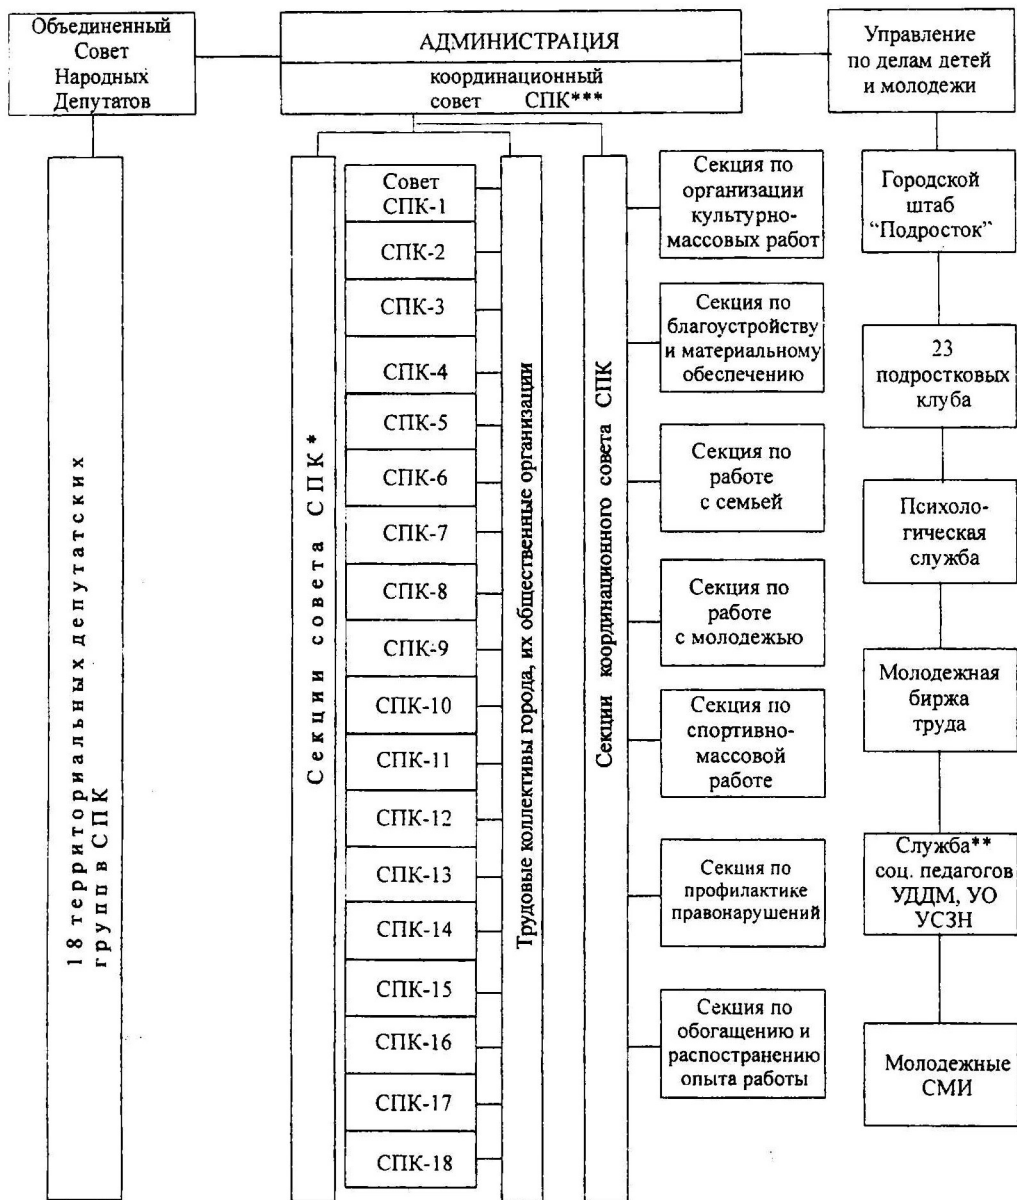 Объединенный
Совет
Народных
Депутатов
АДМИНИСТРАЦИЯ
координационный
совет СПК***
Управление
по делам детей
и молодежи
18 территориальных депутатских
групп в СПК
Секции совета СПК*
Совет
СПК-1
СПК-2
СПК-3
СПК-4
СПК-5
СПК-6
СПК-7
СПК-8
СПК-9
СПК-10
СПК-11
СПК-12
СПК-13
СПК-14
СПК-15
СПК-16
СПК-17
СПК-18
Трудовые коллективы города, их общественные организации
Секции координационного совета СПК
Секция по
организации
культурно-
массовых работ
Секция по
благоустройству
и материальному
обеспечению
Секция по
работе
с семьей
Секция по
работе
с молодежью
Секция по
спортивно-
массовой
работе
Секция по
профилактике
правонарушений
Секция по
обогащению и
распостранению
опыта работы
Городской
штаб
“Подросток”
23
подростковых
клуба
Психоло-
гическая
служба
Молодежная
биржа
труда
Служба**
соц. педагогов
УДДМ, УО
УСЗН
Молодежные
СМИ